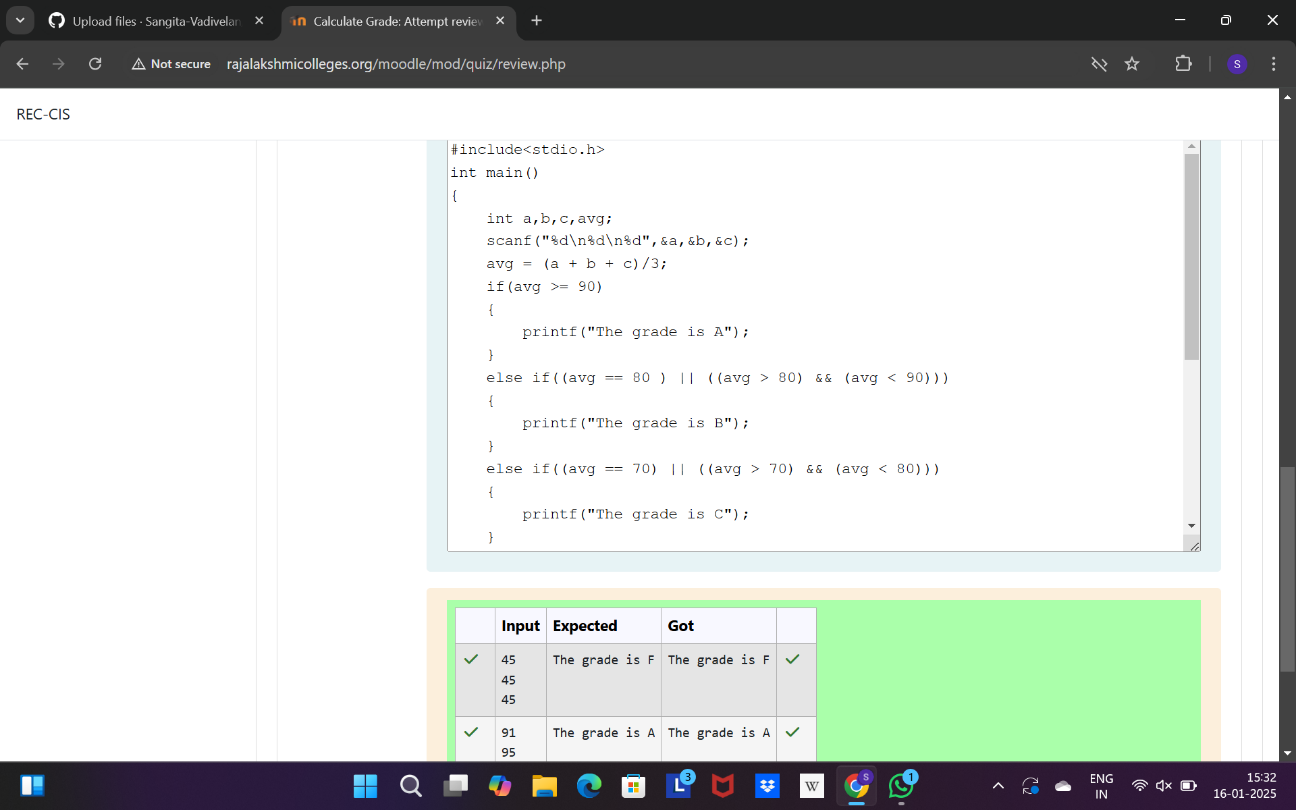 Upload files · Sangita-Vadivelan
Calculate Grade: Attempt review
Not secure
rajalakshmicolleges.org/moodle/mod/quiz/review.php
S
REC-CIS
#include<stdio.h>
int main()
{
int a,b,c,avg;
scanf("%d\n%d\n%d",&a,&b,&c);
avg = (a + b + c)/3;
if(avg >= 90)
{
printf("The grade is A");
}
else if((avg == 80 ) || ((avg > 80) && (avg < 90)))
{
printf("The grade is B");
}
else if((avg == 70) || ((avg > 70) && (avg < 80)))
{
printf("The grade is C");
}
Input Expected Got
45 The grade is F The grade is F
45
45
91 The grade is A The grade is A
95
L 3
W
S
1
ENG
IN
15:32
16-01-2025